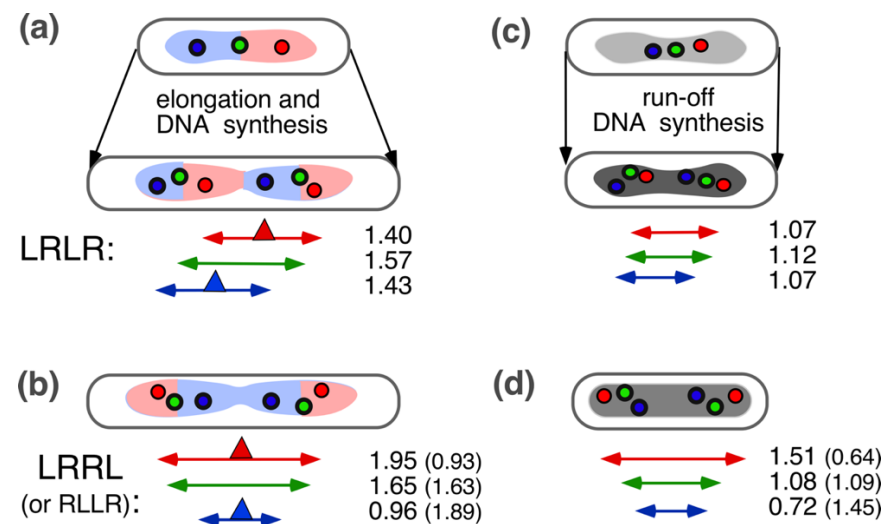 (a)
elongation and
DNA synthesis
LRLR:
1.40
1.57
1.43
(b)
LRRL
(or RLLR):
1.95 (0.93)
1.65 (1.63)
0.96 (1.89)
(c)
run-off
DNA synthesis
1.07
1.12
1.07
(d)
1.51 (0.64)
1.08 (1.09)
0.72 (1.45)